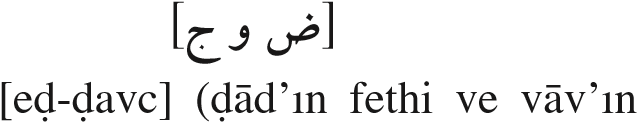 [ض و ج]
[eḍ-ḍavc] (ḍād’ın fethi ve vāv’ın